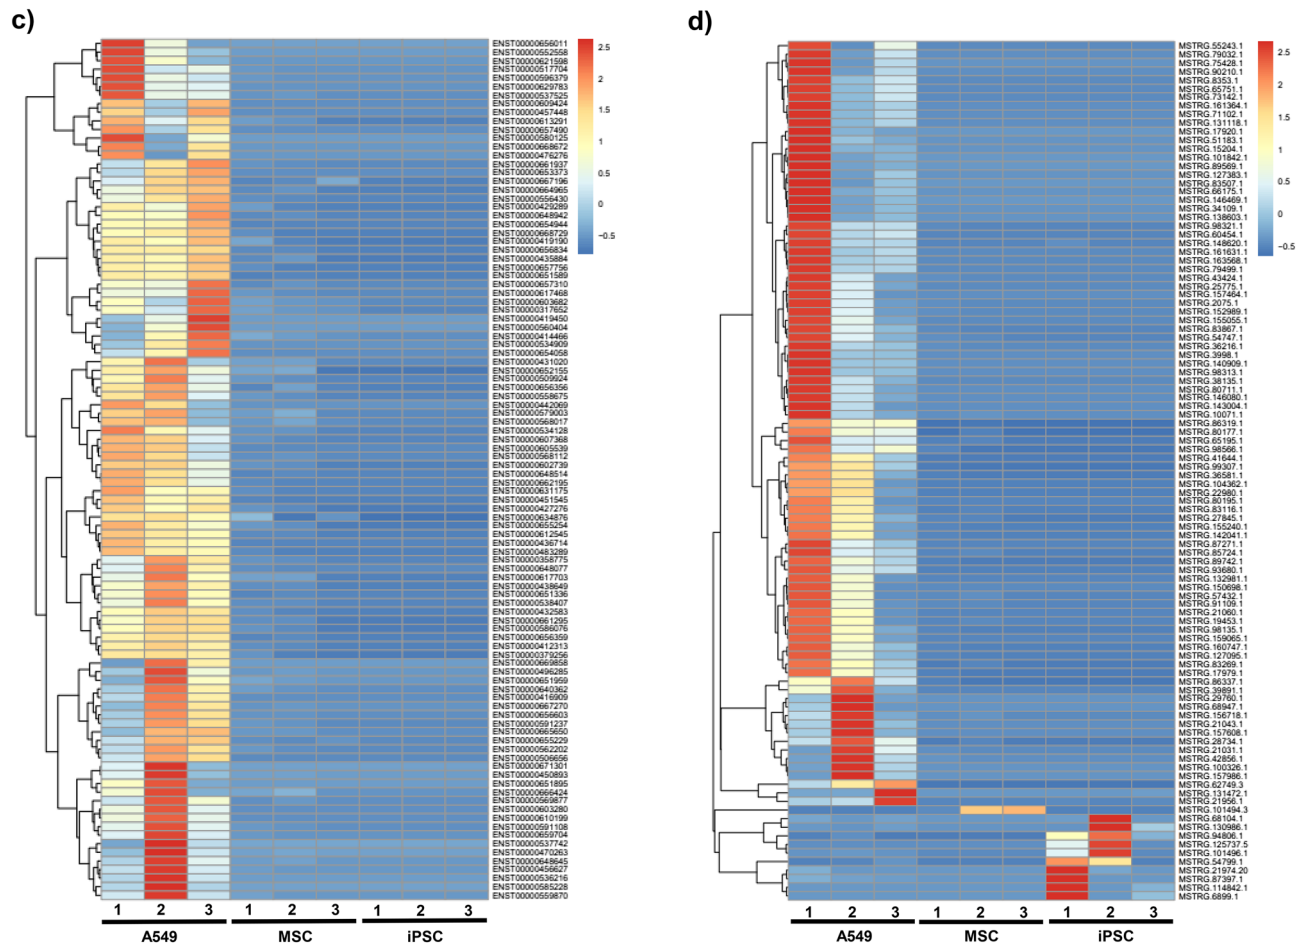 c)
ENST00000656011
ENST00000552558
ENST00000621598
ENST00000517704
ENST00000596379
ENST00000629783
ENST00000537525
ENST00000609424
ENST00000457448
ENST00000613291
ENST00000657490
ENST00000580125
ENST00000668672
ENST00000476276
ENST00000661937
ENST00000653373
ENST00000667196
ENST00000664965
ENST00000556430
ENST00000429289
ENST00000648942
ENST00000654944
ENST00000668729
ENST00000419190
ENST00000656834
ENST00000435884
ENST00000657756
ENST00000651589
ENST00000657310
ENST00000617468
ENST00000603682
ENST00000317652
ENST00000419450
ENST00000560404
ENST00000414466
ENST00000534909
ENST00000654058
ENST00000431020
ENST00000652155
ENST00000509924
ENST00000656356
ENST00000558675
ENST00000442069
ENST00000579003
ENST00000568017
ENST00000534128
ENST00000607368
ENST00000605539
ENST00000568112
ENST00000602739
ENST00000648514
ENST00000662195
ENST00000631175
ENST00000451545
ENST00000427276
ENST00000634876
ENST00000655254
ENST00000612545
ENST00000436714
ENST00000483289
ENST00000358775
ENST00000648077
ENST00000617703
ENST00000438649
ENST00000651336
ENST00000538407
ENST00000432583
ENST00000661295
ENST00000586076
ENST00000656359
ENST00000412313
ENST00000379256
ENST00000669858
ENST00000496285
ENST00000651959
ENST00000640362
ENST00000416909
ENST00000667270
ENST00000656603
ENST00000591237
ENST00000665650
ENST00000655229
ENST00000562202
ENST00000506656
ENST00000671301
ENST00000450893
ENST00000651895
ENST00000666424
ENST00000569877
ENST00000603280
ENST00000610199
ENST00000591108
ENST00000659704
ENST00000537742
ENST00000470263
ENST00000648645
ENST00000456627
ENST00000536216
ENST00000585228
ENST00000559870
2.5
2
1.5
1
0.5
0
−0.5
1 2 3 1 2 3 1 2 3
A549 MSC iPSC
d)
MSTRG.55243.1
MSTRG.79032.1
MSTRG.75428.1
MSTRG.90210.1
MSTRG.8353.1
MSTRG.65751.1
MSTRG.73142.1
MSTRG.161364.1
MSTRG.71102.1
MSTRG.131118.1
MSTRG.17920.1
MSTRG.51183.1
MSTRG.15204.1
MSTRG.101842.1
MSTRG.89569.1
MSTRG.127383.1
MSTRG.83507.1
MSTRG.66175.1
MSTRG.146469.1
MSTRG.34109.1
MSTRG.138603.1
MSTRG.98321.1
MSTRG.60454.1
MSTRG.148620.1
MSTRG.161631.1
MSTRG.163568.1
MSTRG.79499.1
MSTRG.43424.1
MSTRG.25775.1
MSTRG.157464.1
MSTRG.2075.1
MSTRG.152989.1
MSTRG.155055.1
MSTRG.83867.1
MSTRG.54747.1
MSTRG.36216.1
MSTRG.3998.1
MSTRG.140909.1
MSTRG.98313.1
MSTRG.38135.1
MSTRG.80711.1
MSTRG.146080.1
MSTRG.143004.1
MSTRG.10071.1
MSTRG.86319.1
MSTRG.80177.1
MSTRG.65195.1
MSTRG.98566.1
MSTRG.41644.1
MSTRG.99307.1
MSTRG.36581.1
MSTRG.104362.1
MSTRG.22980.1
MSTRG.80195.1
MSTRG.83116.1
MSTRG.27845.1
MSTRG.155240.1
MSTRG.142041.1
MSTRG.87271.1
MSTRG.85724.1
MSTRG.89742.1
MSTRG.93680.1
MSTRG.132981.1
MSTRG.150698.1
MSTRG.57432.1
MSTRG.91109.1
MSTRG.21060.1
MSTRG.19453.1
MSTRG.98135.1
MSTRG.159065.1
MSTRG.160747.1
MSTRG.127095.1
MSTRG.83269.1
MSTRG.17979.1
MSTRG.86337.1
MSTRG.39891.1
MSTRG.29760.1
MSTRG.68947.1
MSTRG.156718.1
MSTRG.21043.1
MSTRG.157608.1
MSTRG.28734.1
MSTRG.21031.1
MSTRG.42856.1
MSTRG.100326.1
MSTRG.157986.1
MSTRG.62749.3
MSTRG.131472.1
MSTRG.21956.1
MSTRG.101494.3
MSTRG.68104.1
MSTRG.130986.1
MSTRG.94806.1
MSTRG.125737.5
MSTRG.101496.1
MSTRG.54799.1
MSTRG.21974.20
MSTRG.87397.1
MSTRG.114842.1
MSTRG.6899.1
2.5
2
1.5
1
0.5
0
−0.5
1 2 3 1 2 3 1 2 3
A549 MSC iPSC